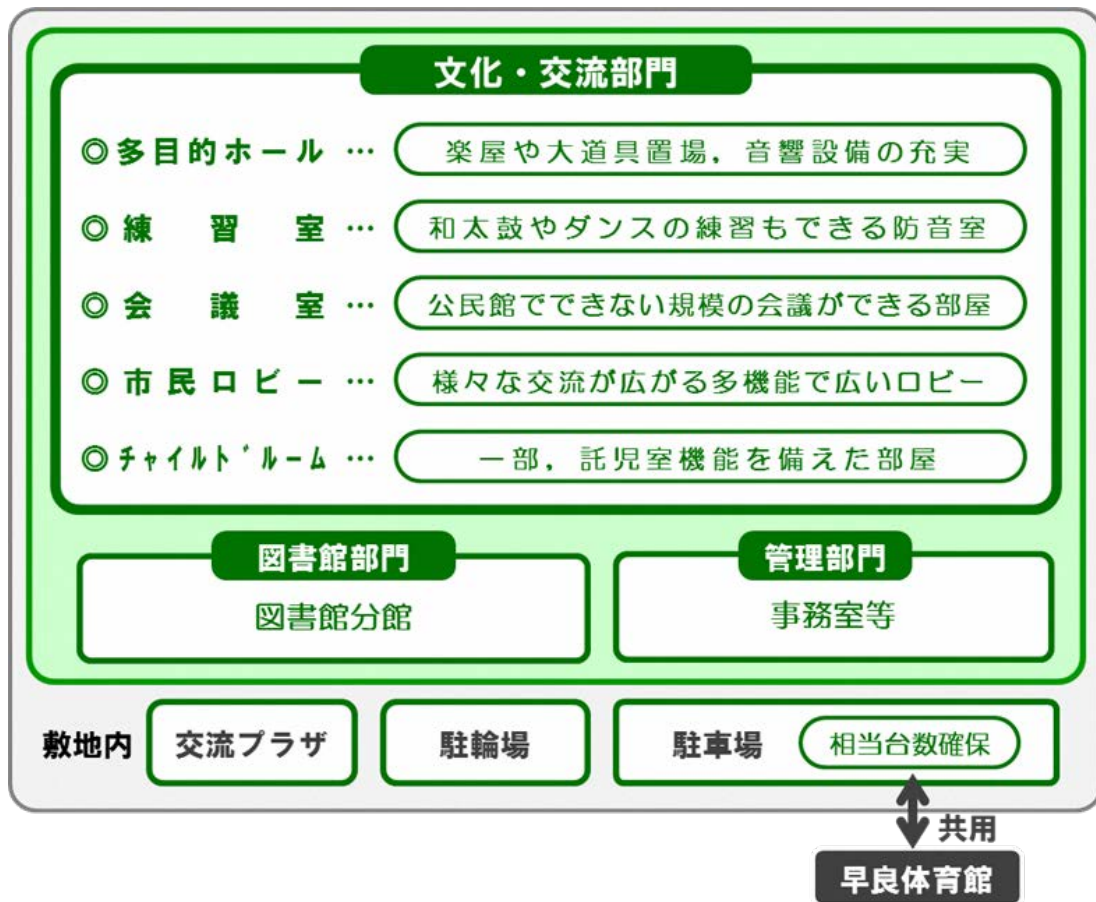 文化・交流部門
◎多目的ホール … 楽屋や大道具置場，音響設備の充実
◎練習室 … 和太鼓やダンスの練習もできる防音室
◎会議室 … 公民館でできない規模の会議ができる部屋
◎市民ロビー … 様々な交流が広がる多機能で広いロビー
◎ﾁｬｲﾙﾄﾞﾙｰﾑ … 一部，託児室機能を備えた部屋
図書館部門 管理部門
図書館分館 事務室等
敷地内 交流プラザ 駐輪場 駐車場 相当台数確保
共用
早良体育館